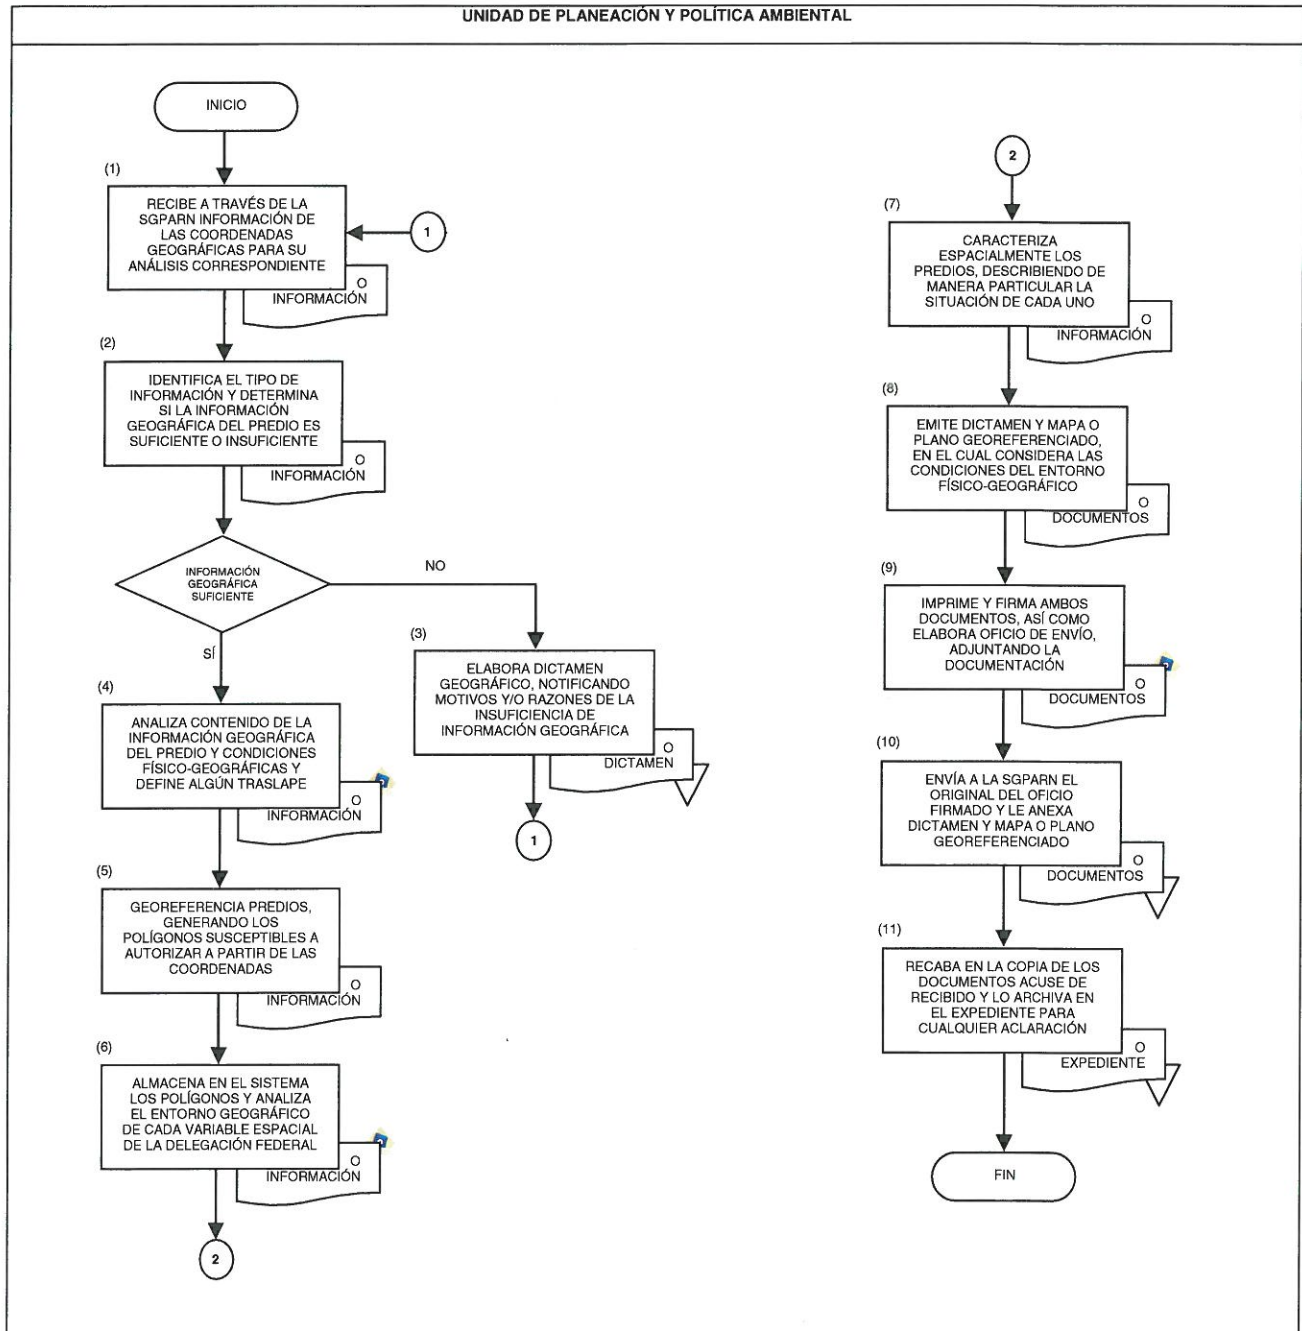 UNIDAD DE PLANEACIÓN Y POLÍTICA AMBIENTAL
INICIO
(1)
RECIBE A TRAVÉS DE LA
SGPARN INFORMACIÓN DE
LAS COORDENADAS
GEOGRÁFICAS PARA SU
ANÁLISIS CORRESPONDIENTE
1
O
INFORMACIÓN
(2)
IDENTIFICA EL TIPO DE
INFORMACIÓN Y DETERMINA
SI LA INFORMACIÓN
GEOGRÁFICA DEL PREDIO ES
SUFICIENTE O INSUFICIENTE
O
INFORMACIÓN
INFORMACIÓN
GEOGRÁFICA
SUFICIENTE
NO
SÍ
(3)
ELABORA DICTAMEN
GEOGRÁFICO, NOTIFICANDO
MOTIVOS Y/O RAZONES DE LA
INSUFICIENCIA DE
INFORMACIÓN GEOGRÁFICA
O
DICTAMEN
1
(4)
ANALIZA CONTENIDO DE LA
INFORMACIÓN GEOGRÁFICA
DEL PREDIO Y CONDICIONES
FÍSICO-GEOGRÁFICAS Y
DEFINE ALGÚN TRASLAPE
O
INFORMACIÓN
(5)
GEOREFERENCIA PREDIOS,
GENERANDO LOS
POLÍGONOS SUSCEPTIBLES A
AUTORIZAR A PARTIR DE LAS
COORDENADAS
O
INFORMACIÓN
(6)
ALMACENA EN EL SISTEMA
LOS POLÍGONOS Y ANALIZA
EL ENTORNO GEOGRÁFICO
DE CADA VARIABLE ESPACIAL
DE LA DELEGACIÓN FEDERAL
O
INFORMACIÓN
2
2
(7)
CARACTERIZA
ESPACIALMENTE LOS
PREDIOS, DESCRIBIENDO DE
MANERA PARTICULAR LA
SITUACIÓN DE CADA UNO
O
INFORMACIÓN
(8)
EMITE DICTAMEN Y MAPA O
PLANO GEOREFERENCIADO,
EN EL CUAL CONSIDERA LAS
CONDICIONES DEL ENTORNO
FÍSICO-GEOGRÁFICO
O
DOCUMENTOS
(9)
IMPRIME Y FIRMA AMBOS
DOCUMENTOS, ASÍ COMO
ELABORA OFICIO DE ENVÍO,
ADJUNTANDO LA
DOCUMENTACIÓN
O
DOCUMENTOS
(10)
ENVÍA A LA SGPARN EL
ORIGINAL DEL OFICIO
FIRMADO Y LE ANEXA
DICTAMEN Y MAPA O PLANO
GEOREFERENCIADO
O
DOCUMENTOS
(11)
RECABA EN LA COPIA DE LOS
DOCUMENTOS ACUSE DE
RECIBIDO Y LO ARCHIVA EN
EL EXPEDIENTE PARA
CUALQUIER ACLARACIÓN
O
EXPEDIENTE
FIN